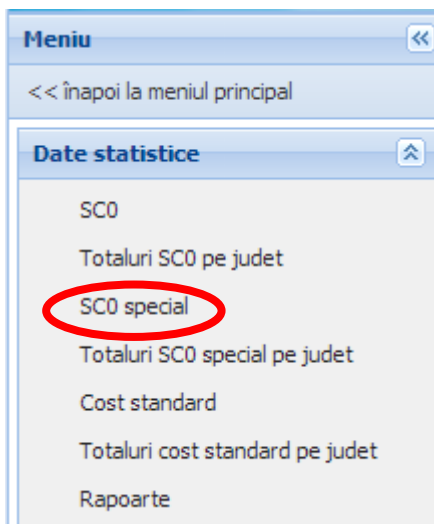 Meniu
<< înapoi la meniul principal
Date statistice
SC0
Totaluri SC0 pe judet
SC0 special
Totaluri SC0 special pe judet
Cost standard
Totaluri cost standard pe judet
Rapoarte